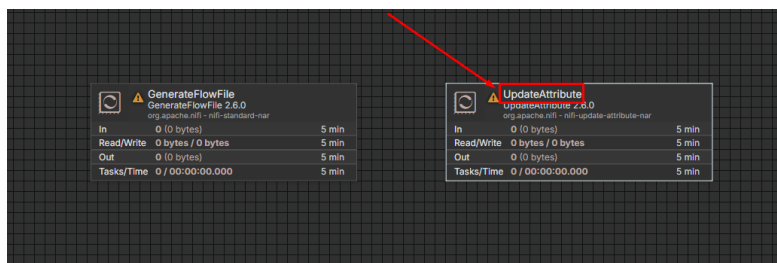 GenerateFlowFile
GenerateFlowFile 2.6.0
org.apache.nifi - nifi-standard-nar
In 0 (0 bytes) 5 min
Read/Write 0 bytes / 0 bytes 5 min
Out 0 (0 bytes) 5 min
Tasks/Time 0 / 00:00:00.000 5 min
UpdateAttribute
UpdateAttribute 2.6.0
org.apache.nifi - nifi-update-attribute-nar
In 0 (0 bytes) 5 min
Read/Write 0 bytes / 0 bytes 5 min
Out 0 (0 bytes) 5 min
Tasks/Time 0 / 00:00:00.000 5 min